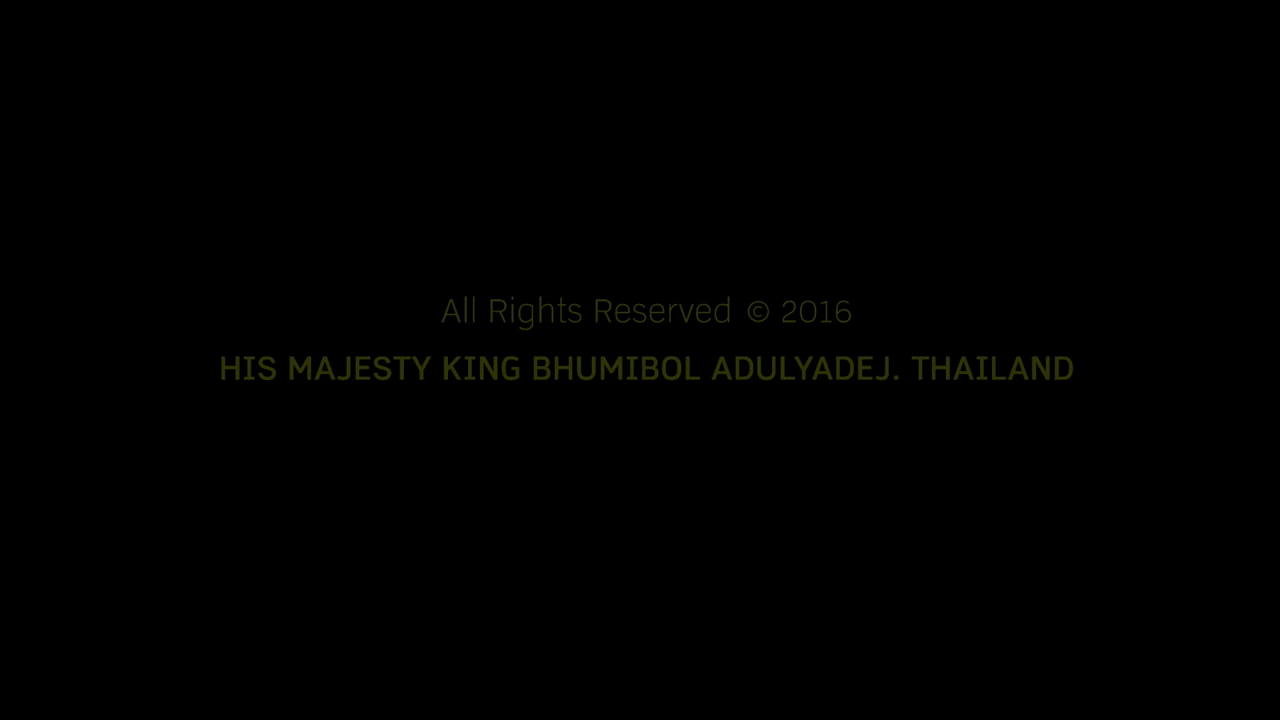 All Rights Reserved © 2016
HIS MAJESTY KING BHUMIBOL ADULYADEJ. THAILAND